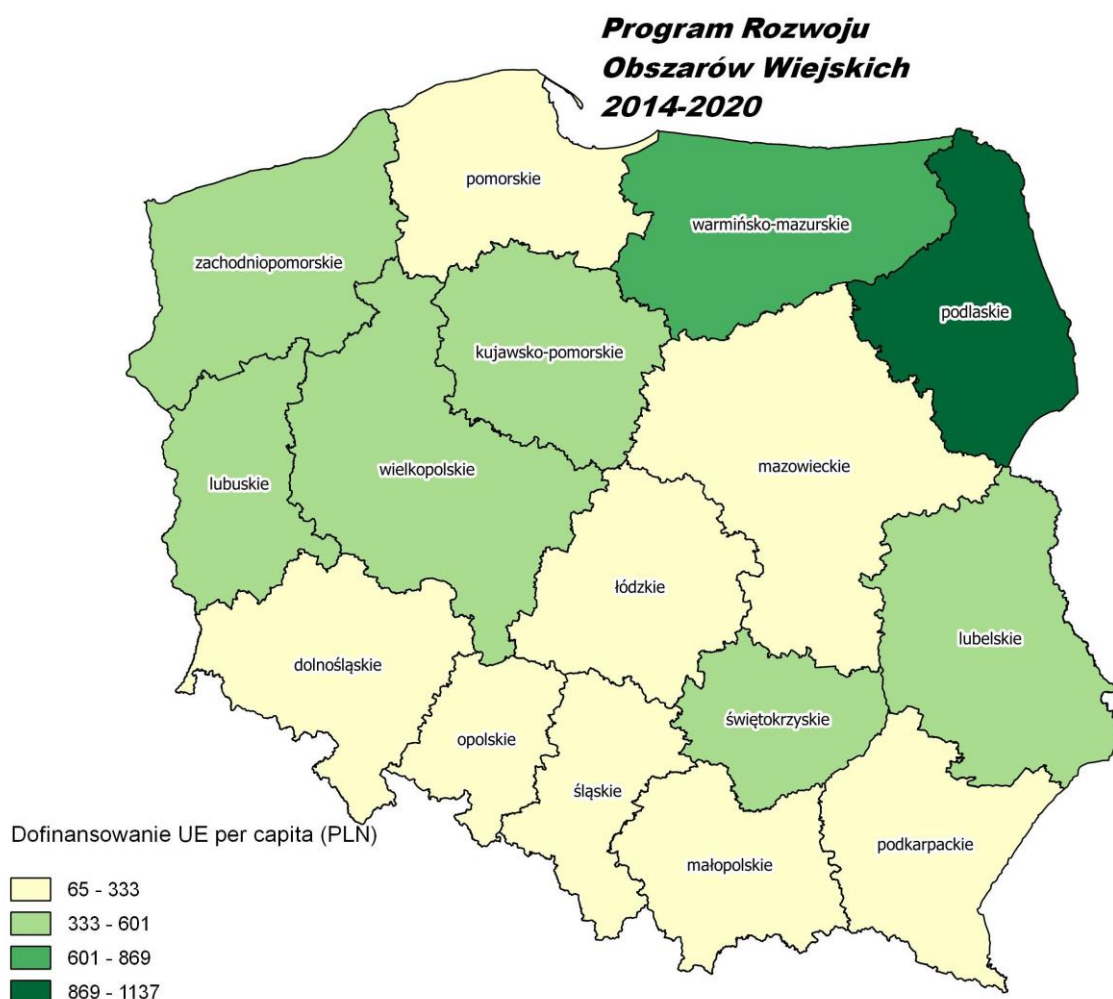 Program Rozwoju
Obszarów Wiejskich
2014-2020
pomorskie
warmińsko-mazurskie
zachodniopomorskie
podlaskie
kujawsko-pomorskie
mazowieckie
wielkopolskie
lubuskie
łódzkie
lubelskie
dolnośląskie
świętokrzyskie
opolskie
śląskie
podkarpackie
małopolskie
Dofinansowanie UE per capita (PLN)
65 - 333
333 - 601
601 - 869
869 - 1137